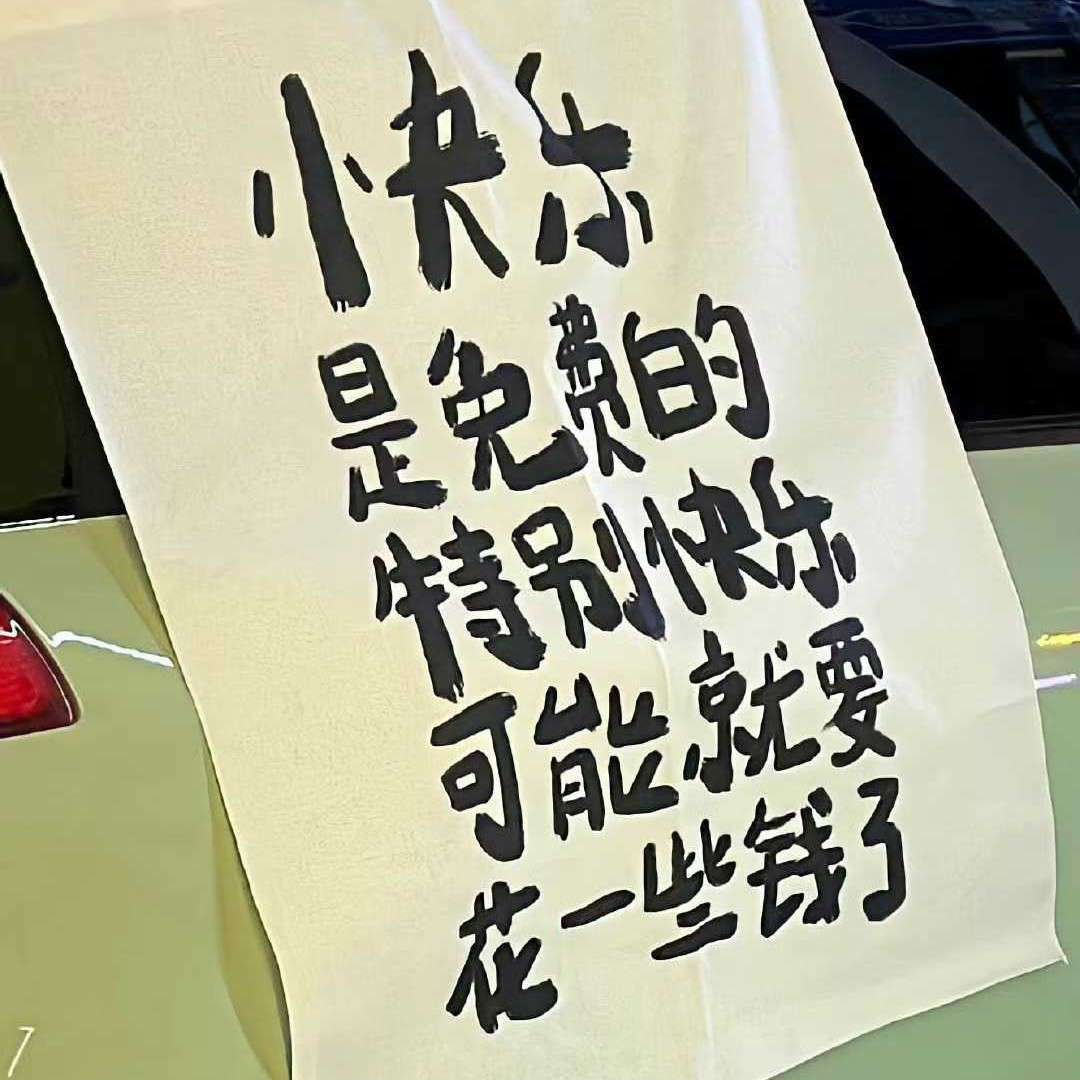 快乐
是免费的
特别快乐
可能就要
花一些钱了
7